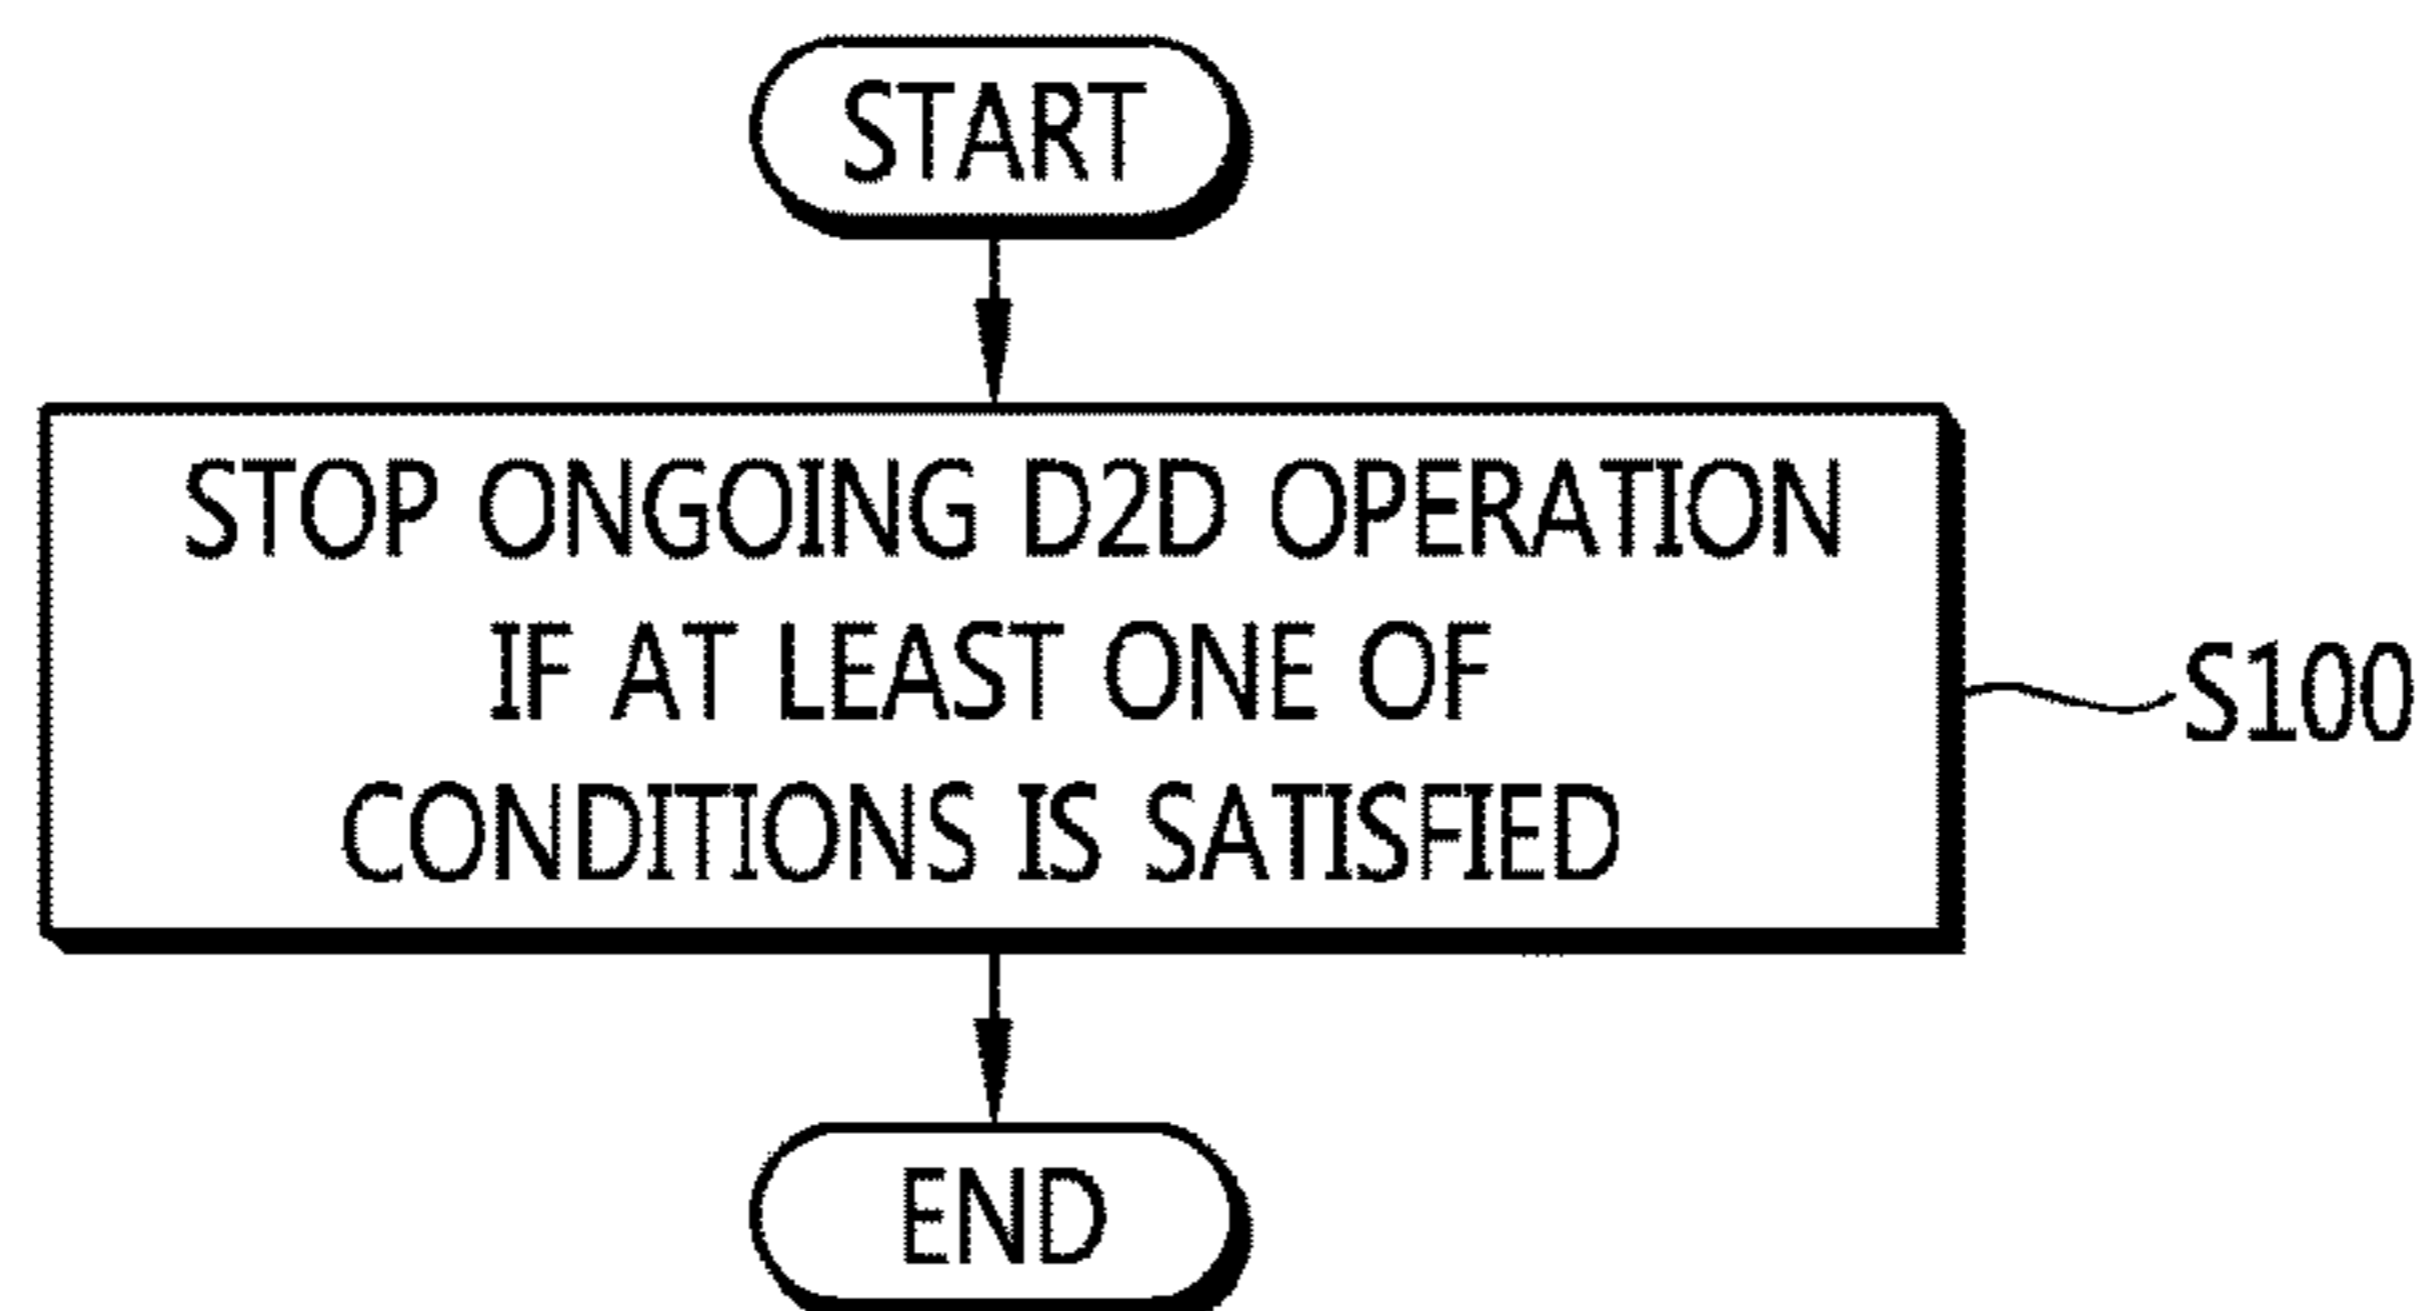 START
STOP ONGOING D2D OPERATION
IF AT LEAST ONE OF
CONDITIONS IS SATISFIED
S100
END